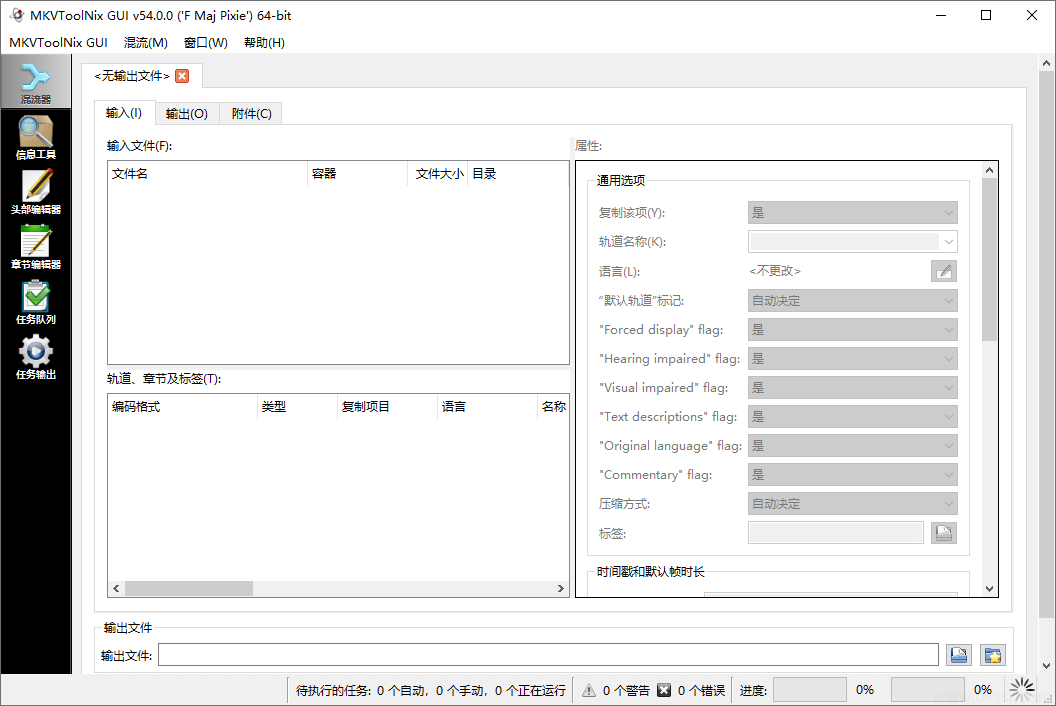 MKVToolNix GUI v54.0.0 ('F Maj Pixie') 64-bit
MKVToolNix GUI 混流(M) 窗口(W) 帮助(H)
混流器
信息工具
头部编辑器
章节编辑器
任务队列
任务输出
<无输出文件>
输入(I) 输出(O) 附件(C)
输入文件(F):
文件名 容器 文件大小 目录
轨道、章节及标签(T):
编码格式 类型 复制项目 语言 名称
属性:
通用选项
复制该项(Y): 是
轨道名称(K):
语言(L): <不更改>
“默认轨道”标记: 自动决定
"Forced display" flag: 是
"Hearing impaired" flag: 是
"Visual impaired" flag: 是
"Text descriptions" flag: 是
"Original language" flag: 是
"Commentary" flag: 是
压缩方式: 自动决定
标签:
时间戳和默认帧时长
输出文件
输出文件:
待执行的任务: 0 个自动, 0 个手动, 0 个正在运行 0 个警告 0 个错误 进度: 0% 0%